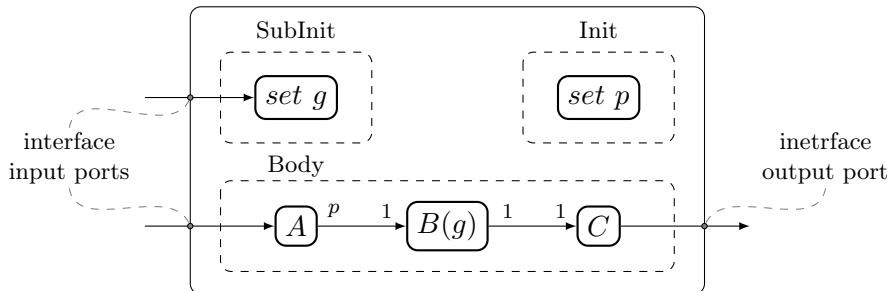 SubInit
Init
set g
set p
interface
input ports
inetrface
output port
Body
A
p
1
B(g)
1
1
C